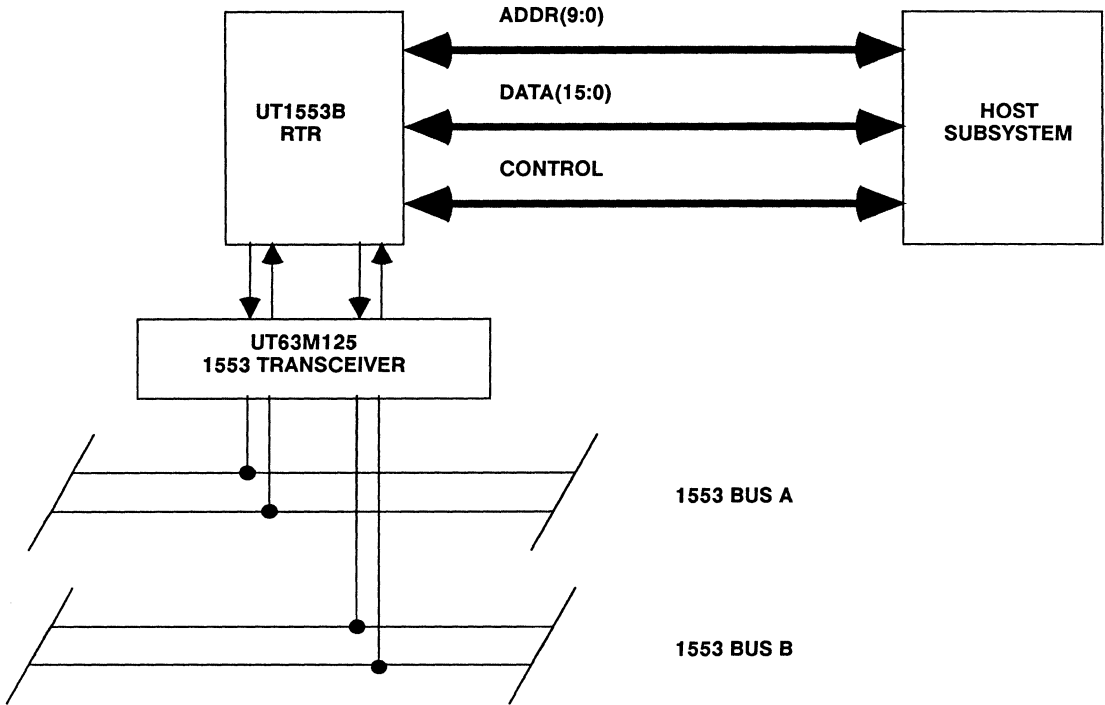 ADDR(9:0)
DATA(15:0)
UT1553B
RTR
HOST
SUBSYSTEM
CONTROL
UT63M125
1553 TRANSCEIVER
1553 BUS A
1553 BUS B